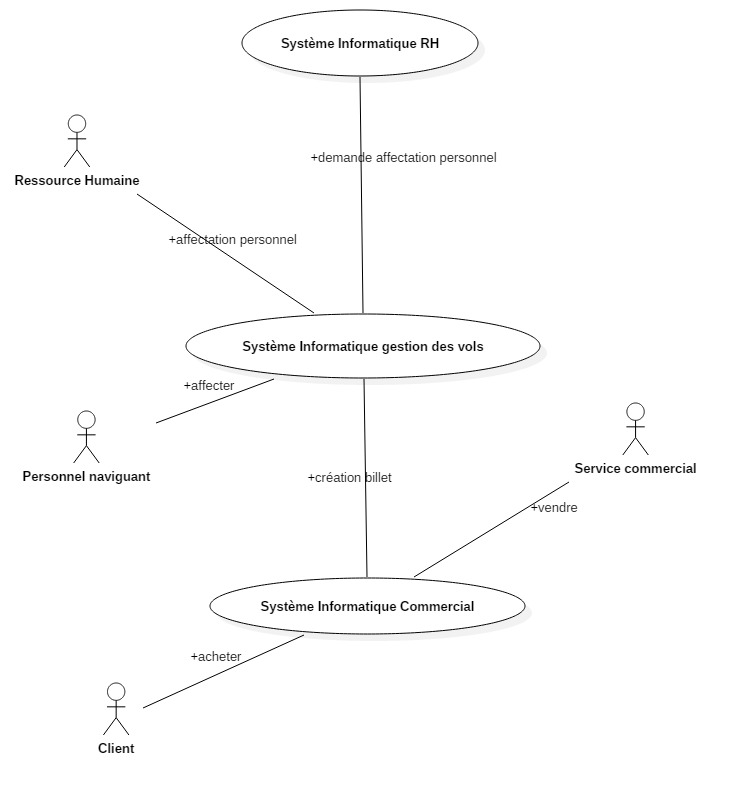 Système Informatique RH
+demande affectation personnel
Ressource Humaine
+affectation personnel
Système Informatique gestion des vols
+affecter
Personnel naviguant
Service commercial
+création billet
+vendre
Système Informatique Commercial
+acheter
Client